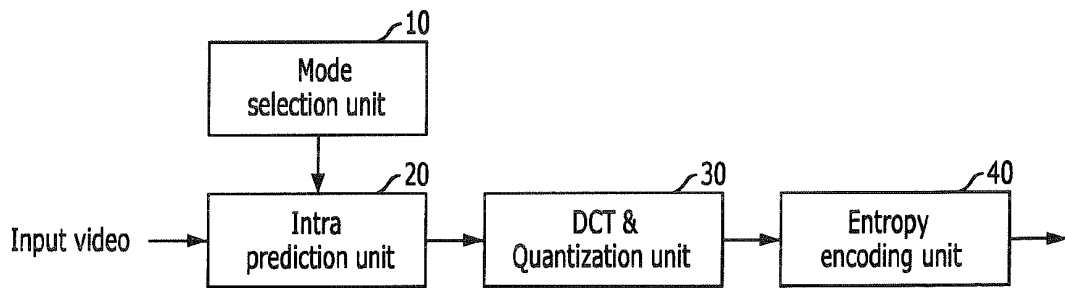 10
Mode
selection unit
20
30
40
Input video
Intra
prediction unit
DCT &
Quantization unit
Entropy
encoding unit